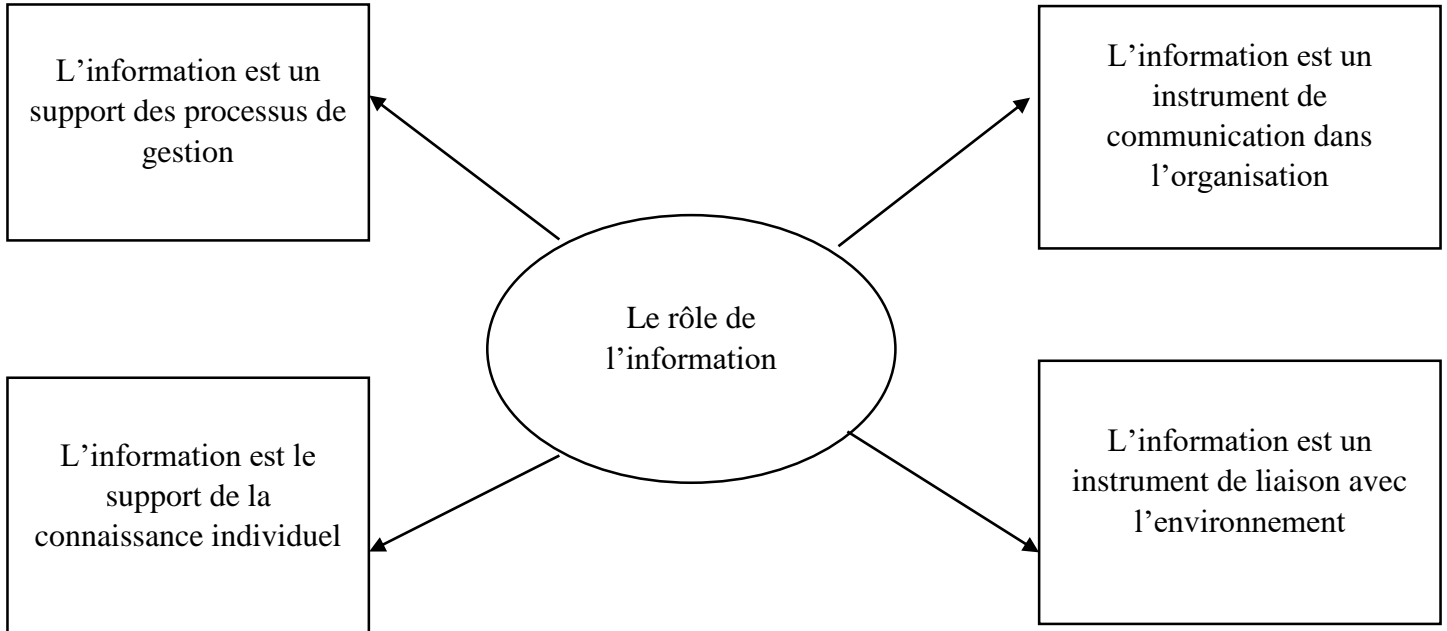 L’information est un
support des processus de
gestion
L’information est un
instrument de
communication dans
l’organisation
Le rôle de
l’information
L’information est le
support de la
connaissance individuel
L’information est un
instrument de liaison avec
l’environnement